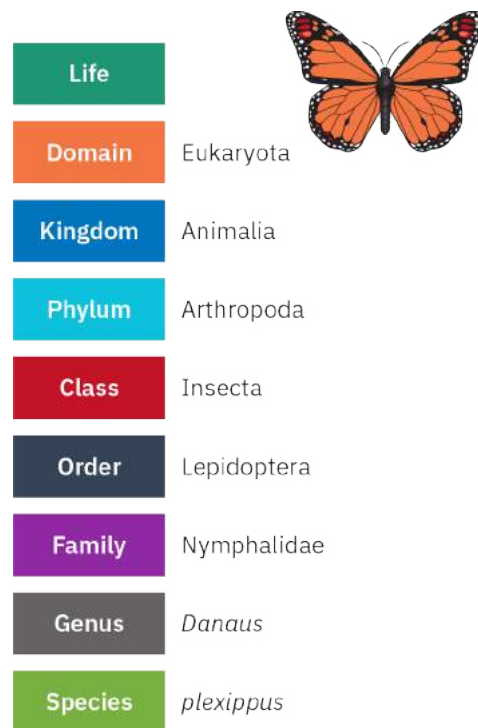 Life
Domain Eukaryota
Kingdom Animalia
Phylum Arthropoda
Class Insecta
Order Lepidoptera
Family Nymphalidae
Genus Danaus
Species plexippus